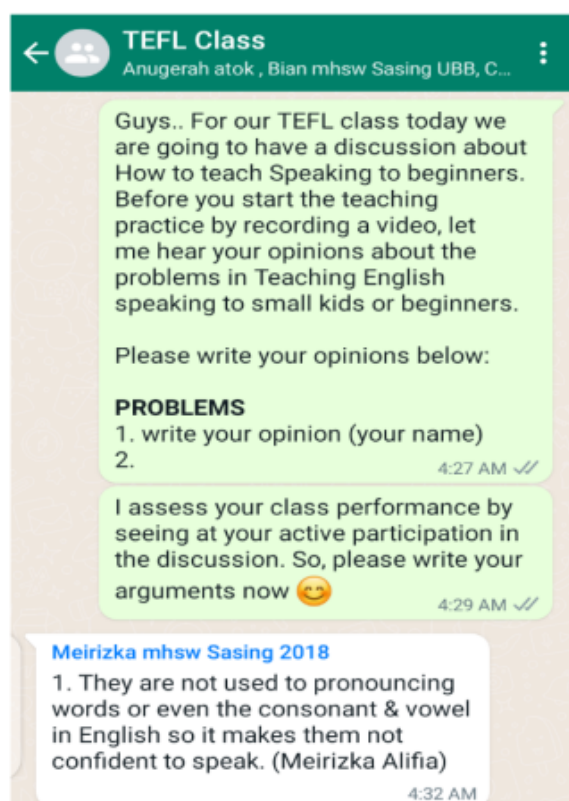 TEFL Class
Anugerah atok , Bian mhsw Sasing UBB, C...
Guys.. For our TEFL class today we
are going to have a discussion about
How to teach Speaking to beginners.
Before you start the teaching
practice by recording a video, let
me hear your opinions about the
problems in Teaching English
speaking to small kids or beginners.
Please write your opinions below:
PROBLEMS
1. write your opinion (your name)
2.
4:27 AM
I assess your class performance by
seeing at your active participation in
the discussion. So, please write your
arguments now 😊
4:29 AM
Meirizka mhsw Sasing 2018
1. They are not used to pronouncing
words or even the consonant & vowel
in English so it makes them not
confident to speak. (Meirizka Alifia)
4:32 AM